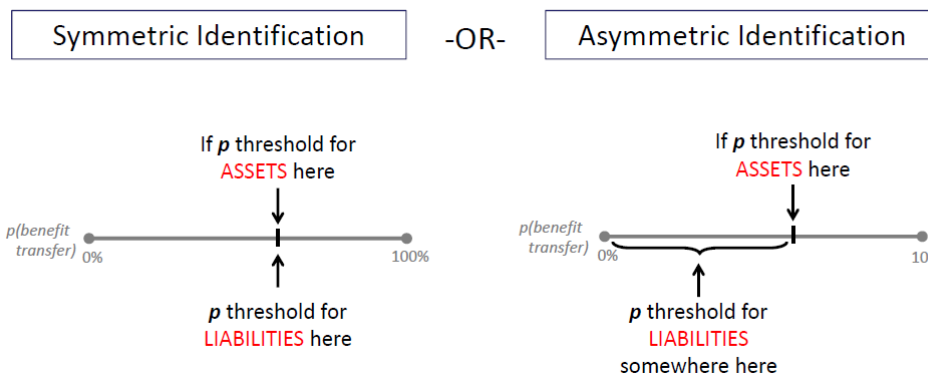 Symmetric Identification
-OR-
Asymmetric Identification
If p threshold for
ASSETS here
p(benefit
transfer)
0%
100%
p threshold for
LIABILITIES here
If p threshold for
ASSETS here
p(benefit
transfer)
0%
10
p threshold for
LIABILITIES
somewhere here